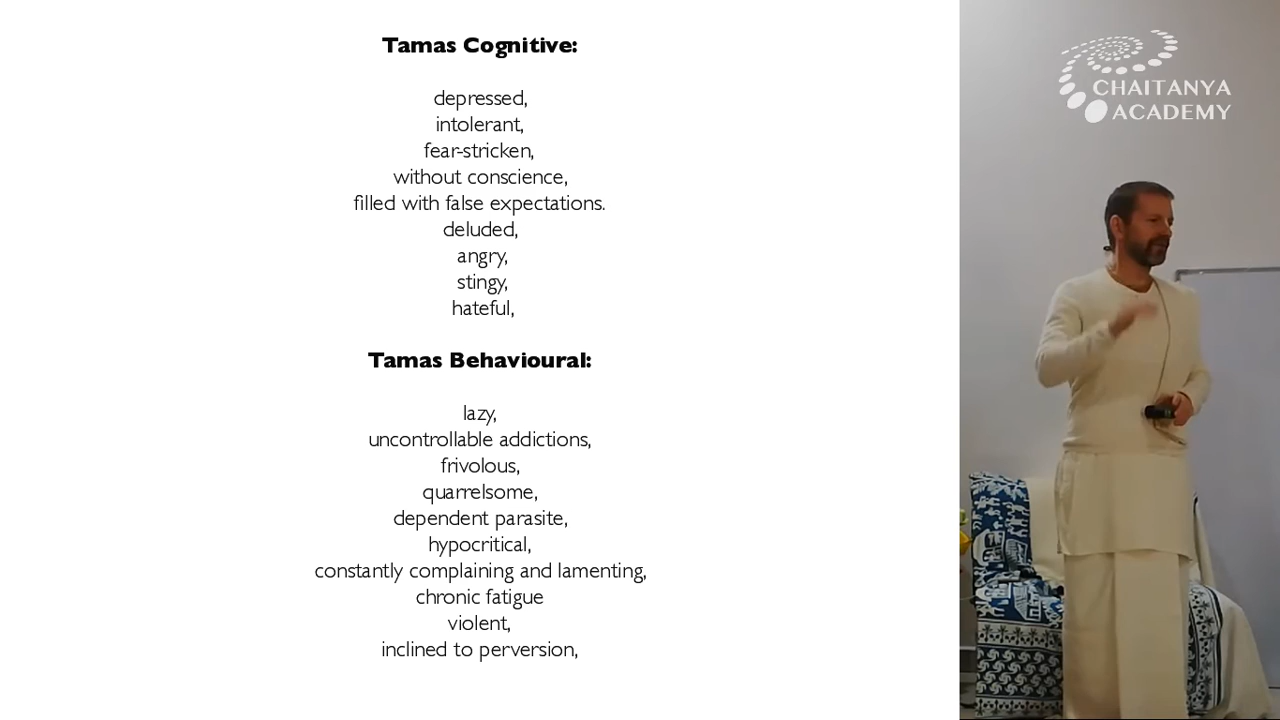 Tamas Cognitive:
depressed,
intolerant,
fear-stricken,
without conscience,
filled with false expectations.
deluded,
angry,
stingy,
hateful,
Tamas Behavioural:
lazy,
uncontrollable addictions,
frivolous,
quarrelsome,
dependent parasite,
hypocritical,
constantly complaining and lamenting,
chronic fatigue
violent,
inclined to perversion,
CHAITANYA
ACADEMY